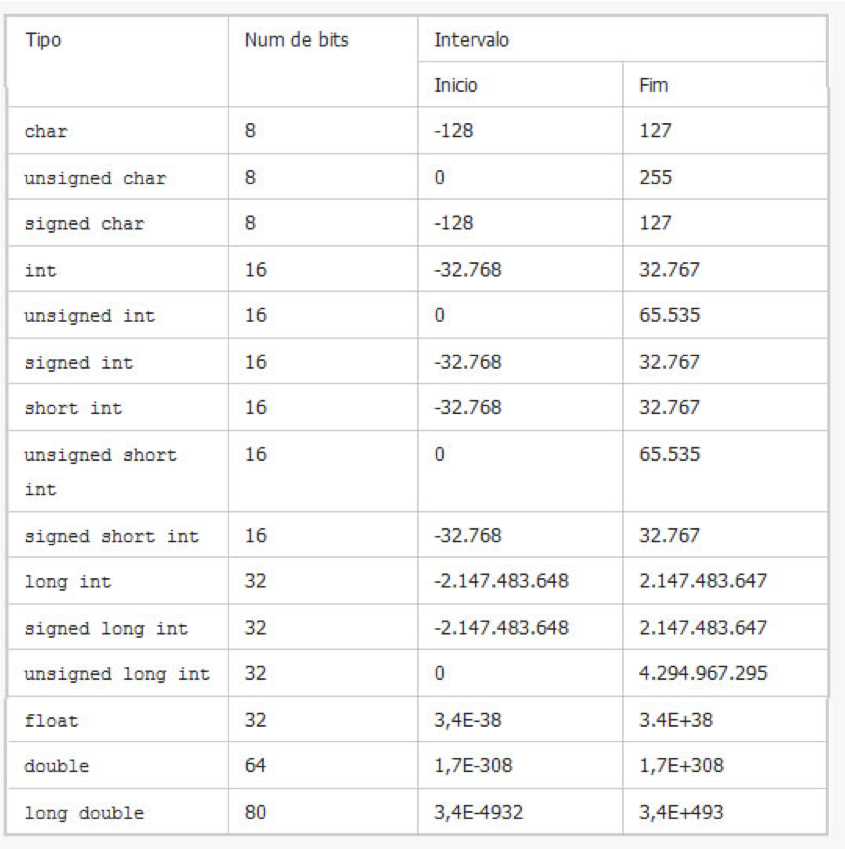 Tipo Num de bits Intervalo
Inicio Fim
char 8 -128 127
unsigned char 8 0 255
signed char 8 -128 127
int 16 -32.768 32.767
unsigned int 16 0 65.535
signed int 16 -32.768 32.767
short int 16 -32.768 32.767
unsigned short 16 0 65.535
int
signed short int 16 -32.768 32.767
long int 32 -2.147.483.648 2.147.483.647
signed long int 32 -2.147.483.648 2.147.483.647
unsigned long int 32 0 4.294.967.295
float 32 3,4E-38 3.4E+38
double 64 1,7E-308 1,7E+308
long double 80 3,4E-4932 3,4E+493